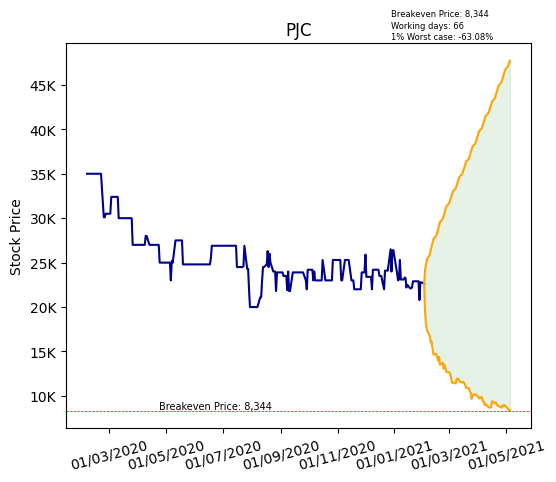 Breakeven Price: 8,344
Working days: 66
1% Worst case: -63.08%
PJC
Stock Price
45K
40K
35K
30K
25K
20K
15K
10K
Breakeven Price: 8,344
01/03/2020
01/05/2020
01/07/2020
01/09/2020
01/11/2020
01/01/2021
01/03/2021
01/05/2021